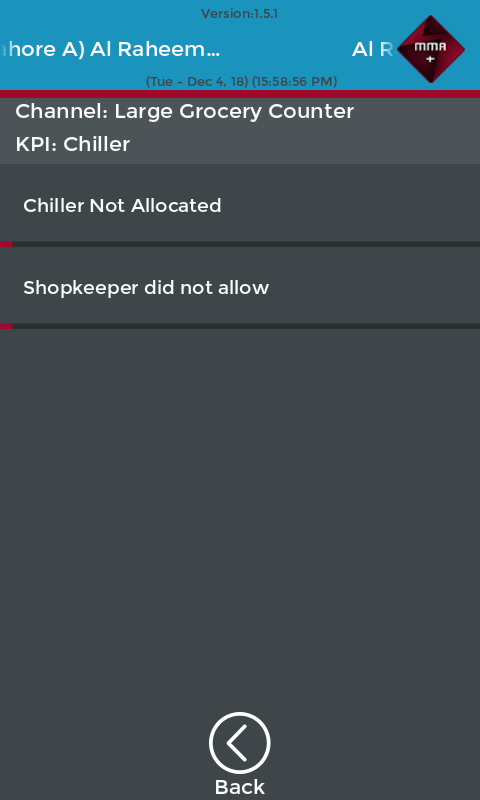 Version:1.5.1
hore A) Al Raheem...
Al R
MMA
+
(Tue - Dec 4, 18) (15:58:56 PM)
Channel: Large Grocery Counter
KPI: Chiller
Chiller Not Allocated
Shopkeeper did not allow
Back